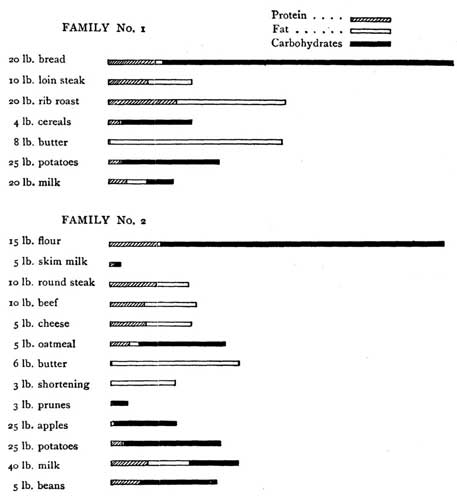 Protein . . . .
FAMILY No. 1
Fat . . . . . .
Carbohydrates
20 lb. bread
10 lb. loin steak
20 lb. rib roast
4 lb. cereals
8 lb. butter
25 lb. potatoes
20 lb. milk
FAMILY No. 2
15 lb. flour
5 lb. skim milk
10 lb. round steak
10 lb. beef
5 lb. cheese
5 lb. oatmeal
6 lb. butter
3 lb. shortening
3 lb. prunes
25 lb. apples
25 lb. potatoes
40 lb. milk
5 lb. beans